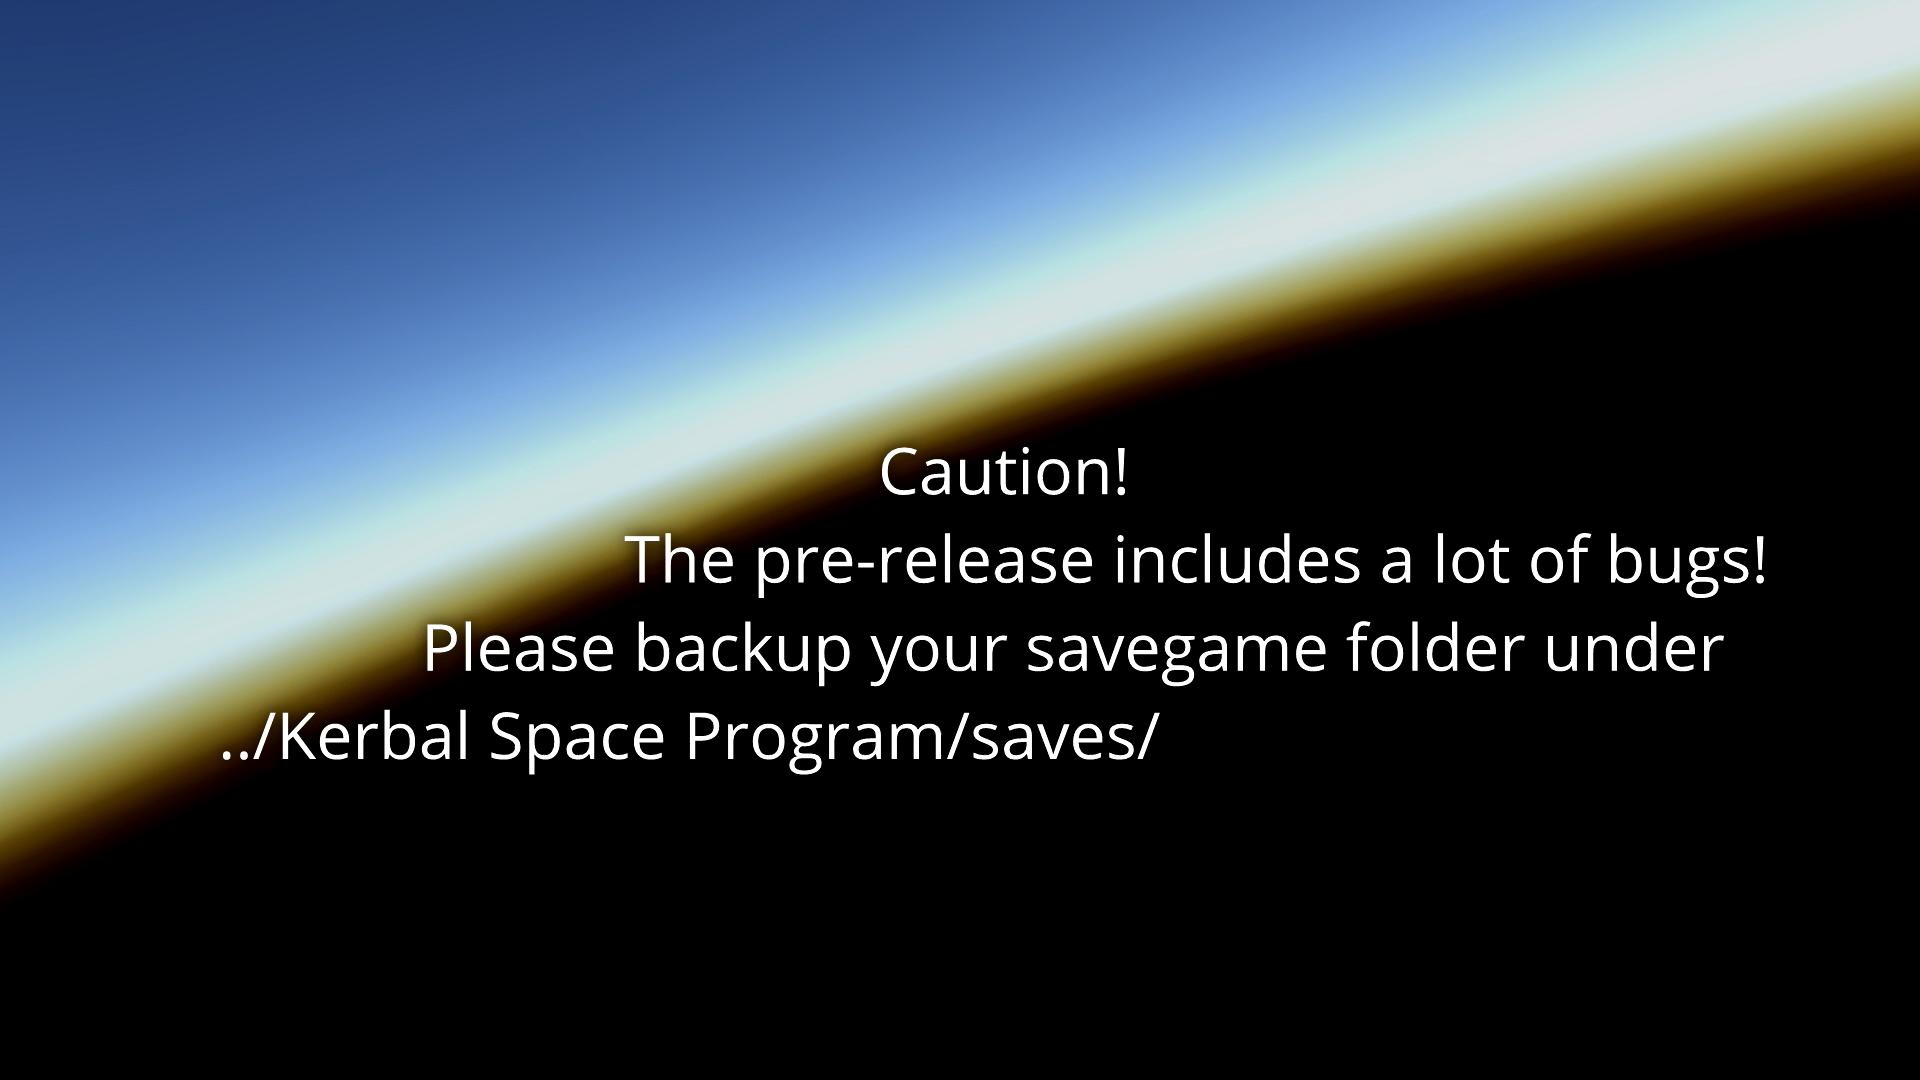 Caution!
The pre-release includes a lot of bugs!
Please backup your savegame folder under
../Kerbal Space Program/saves/